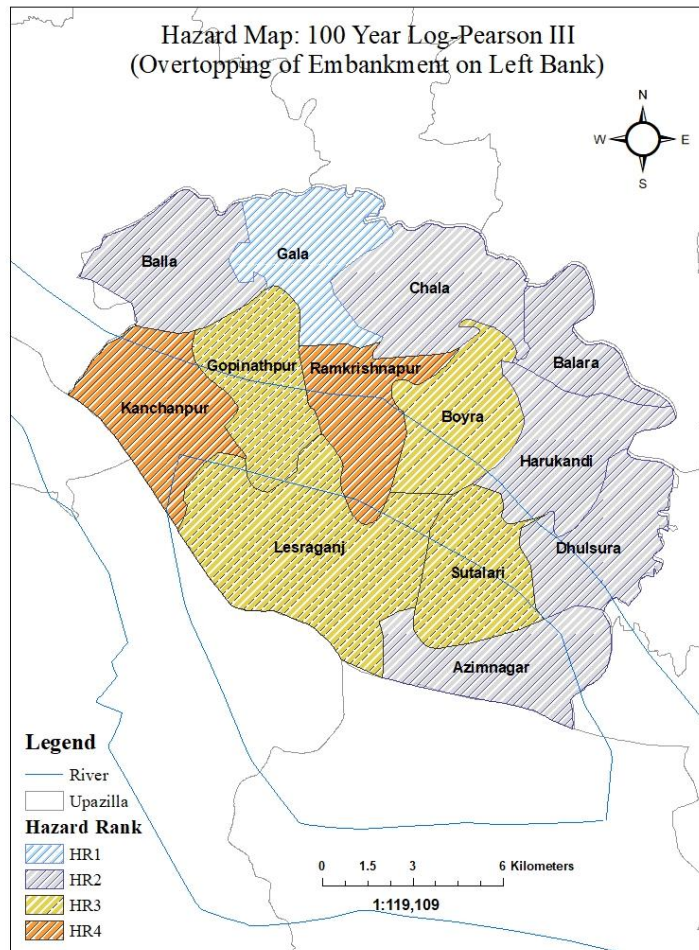 Hazard Map: 100 Year Log-Pearson III
(Overtopping of Embankment on Left Bank)
N
W E
S
Balla
Gala
Chala
Balara
Gopinathpur
Ramkrishnapur
Kanchanpur
Boyra
Harukandi
Lesraganj
Sutalari
Dhulsura
Azimnagar
Legend
River
Upazilla
Hazard Rank
HR1
HR2
HR3
HR4
0 1.5 3 6 Kilometers
1:119,109